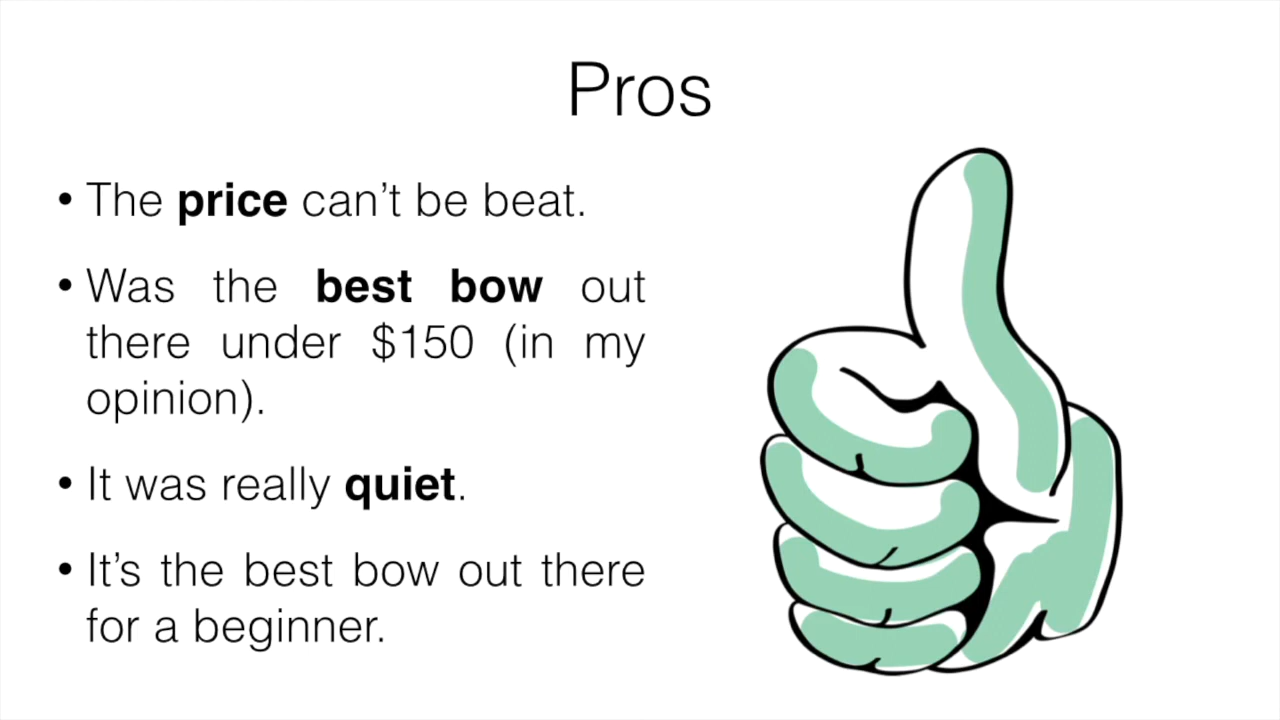 Pros
• The price can’t be beat.
• Was the best bow out
there under $150 (in my
opinion).
• It was really quiet.
• It’s the best bow out there
for a beginner.